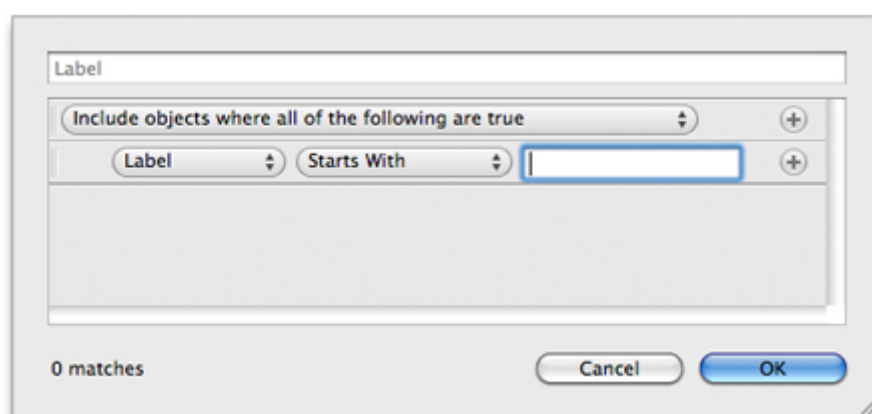 Label
Include objects where all of the following are true
Label Starts With
0 matches Cancel OK